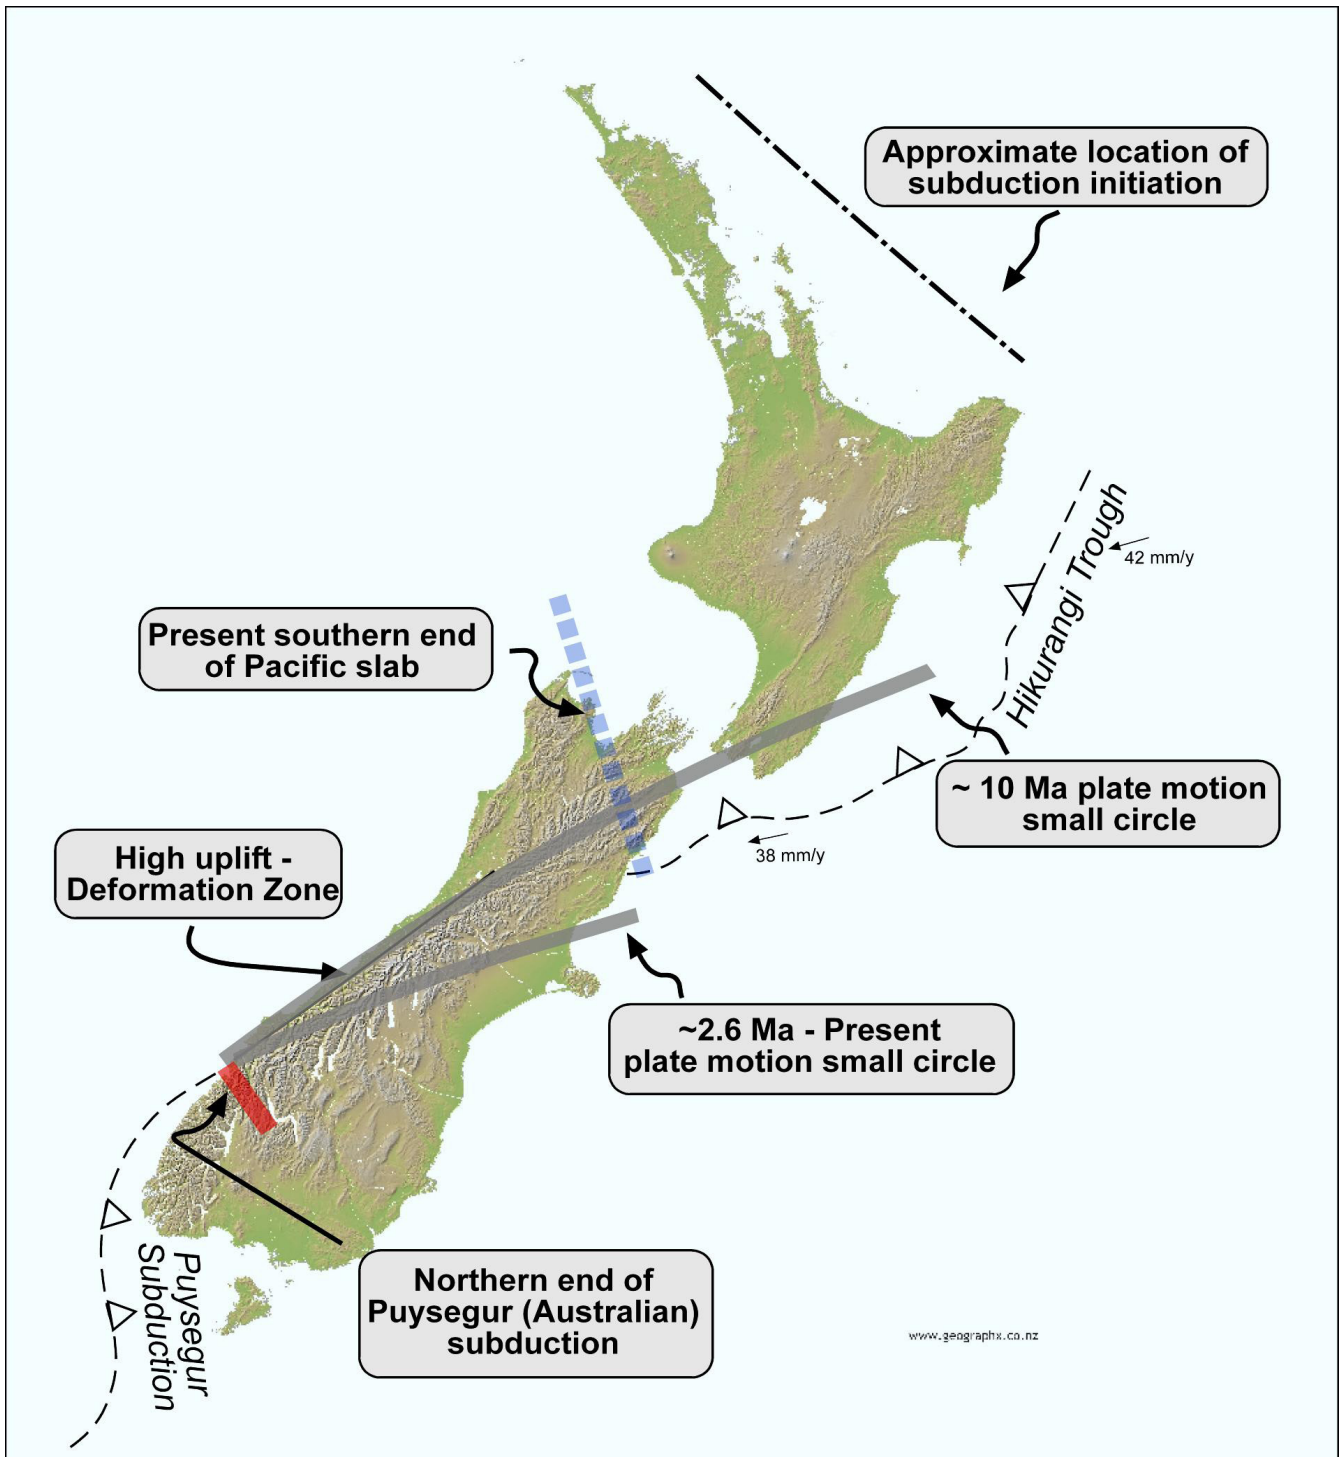 Approximate location of
subduction initiation
Hikurangi Trough
42 mm/y
Present southern end
of Pacific slab
~ 10 Ma plate motion
small circle
38 mm/y
High uplift -
Deformation Zone
~2.6 Ma - Present
plate motion small circle
Puysegur
Subduction
Northern end of
Puysegur (Australian)
subduction
www.geographx.co.nz